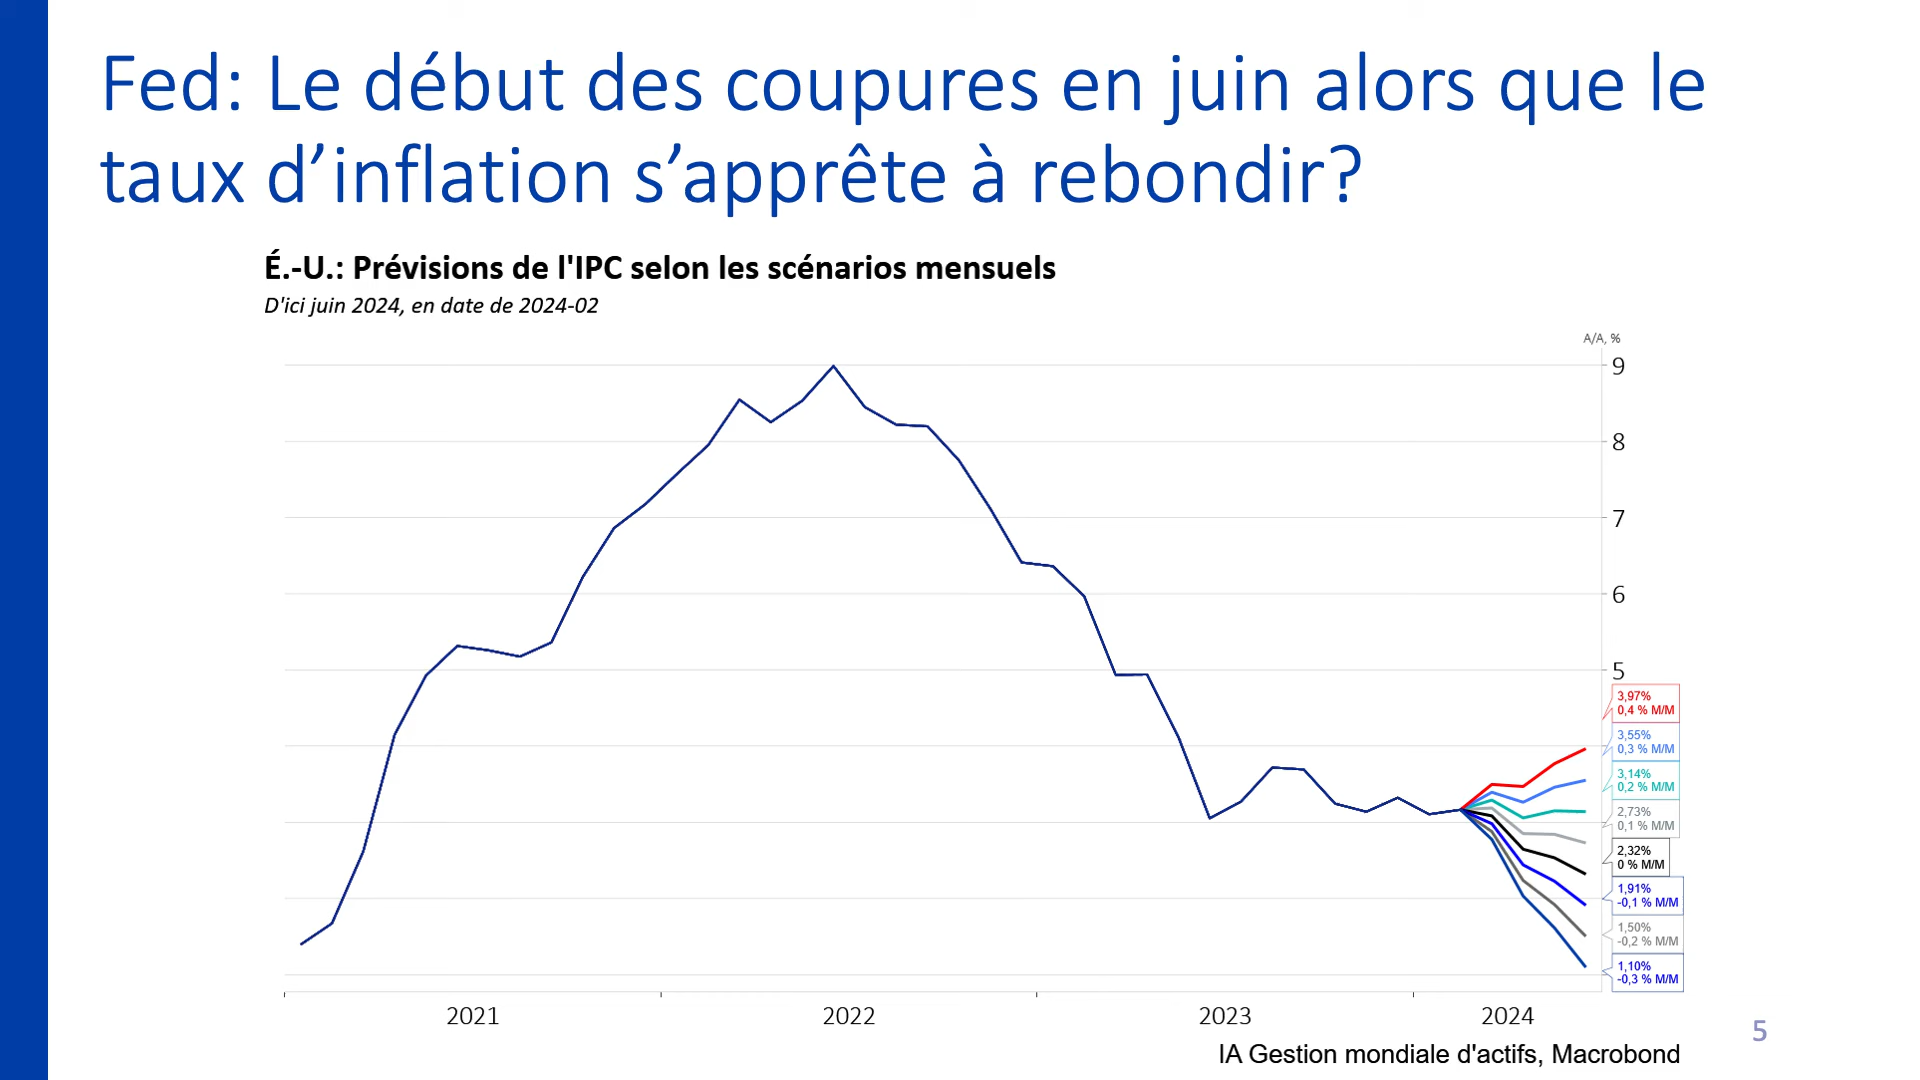 Fed: Le début des coupures en juin alors que le
taux d’inflation s’apprête à rebondir?
É.-U.: Prévisions de l'IPC selon les scénarios mensuels
D'ici juin 2024, en date de 2024-02
A/A, %
9
8
7
6
5
3,97%
0,4 % M/M
3,55%
0,3 % M/M
3,14%
0,2 % M/M
2,73%
0,1 % M/M
2,32%
0 % M/M
1,91%
-0,1 % M/M
1,50%
-0,2 % M/M
1,10%
-0,3 % M/M
2021 2022 2023 2024
5
IA Gestion mondiale d'actifs, Macrobond